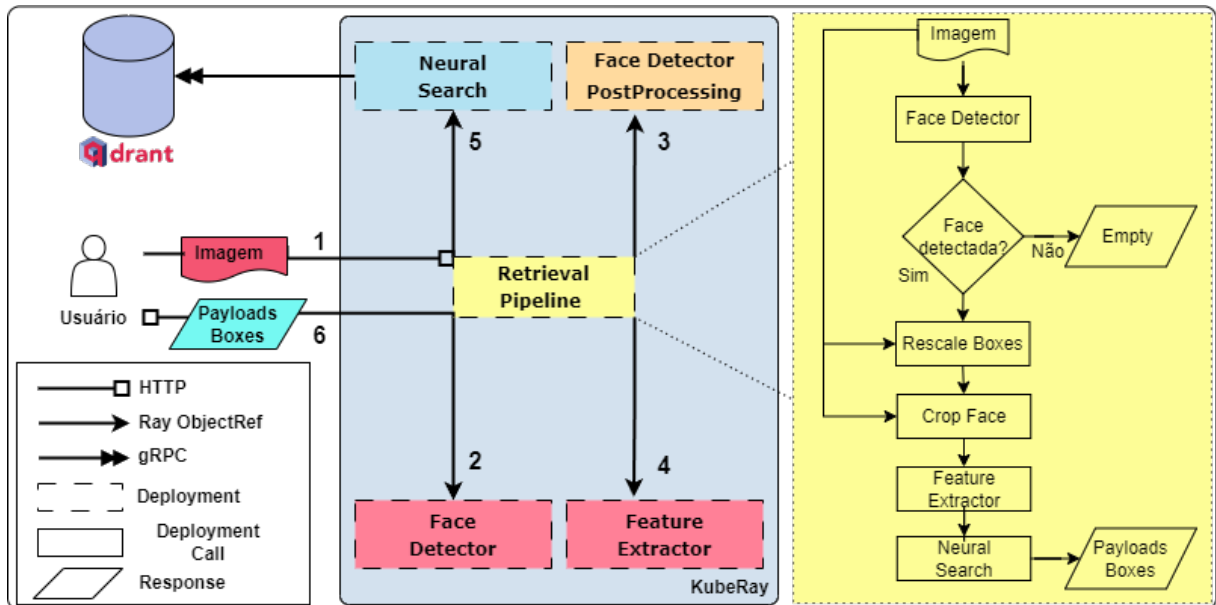 Neural
Search
Face Detector
PostProcessing
qdrant
5
3
Imagem
1
Retrieval
Pipeline
Usuário
Payloads
Boxes
6
HTTP
Ray ObjectRef
gRPC
Deployment
Deployment
Call
Response
2
4
Face
Detector
Feature
Extractor
KubeRay
Imagem
Face Detector
Face
detectada?
Não
Empty
Sim
Rescale Boxes
Crop Face
Feature
Extractor
Neural
Search
Payloads
Boxes